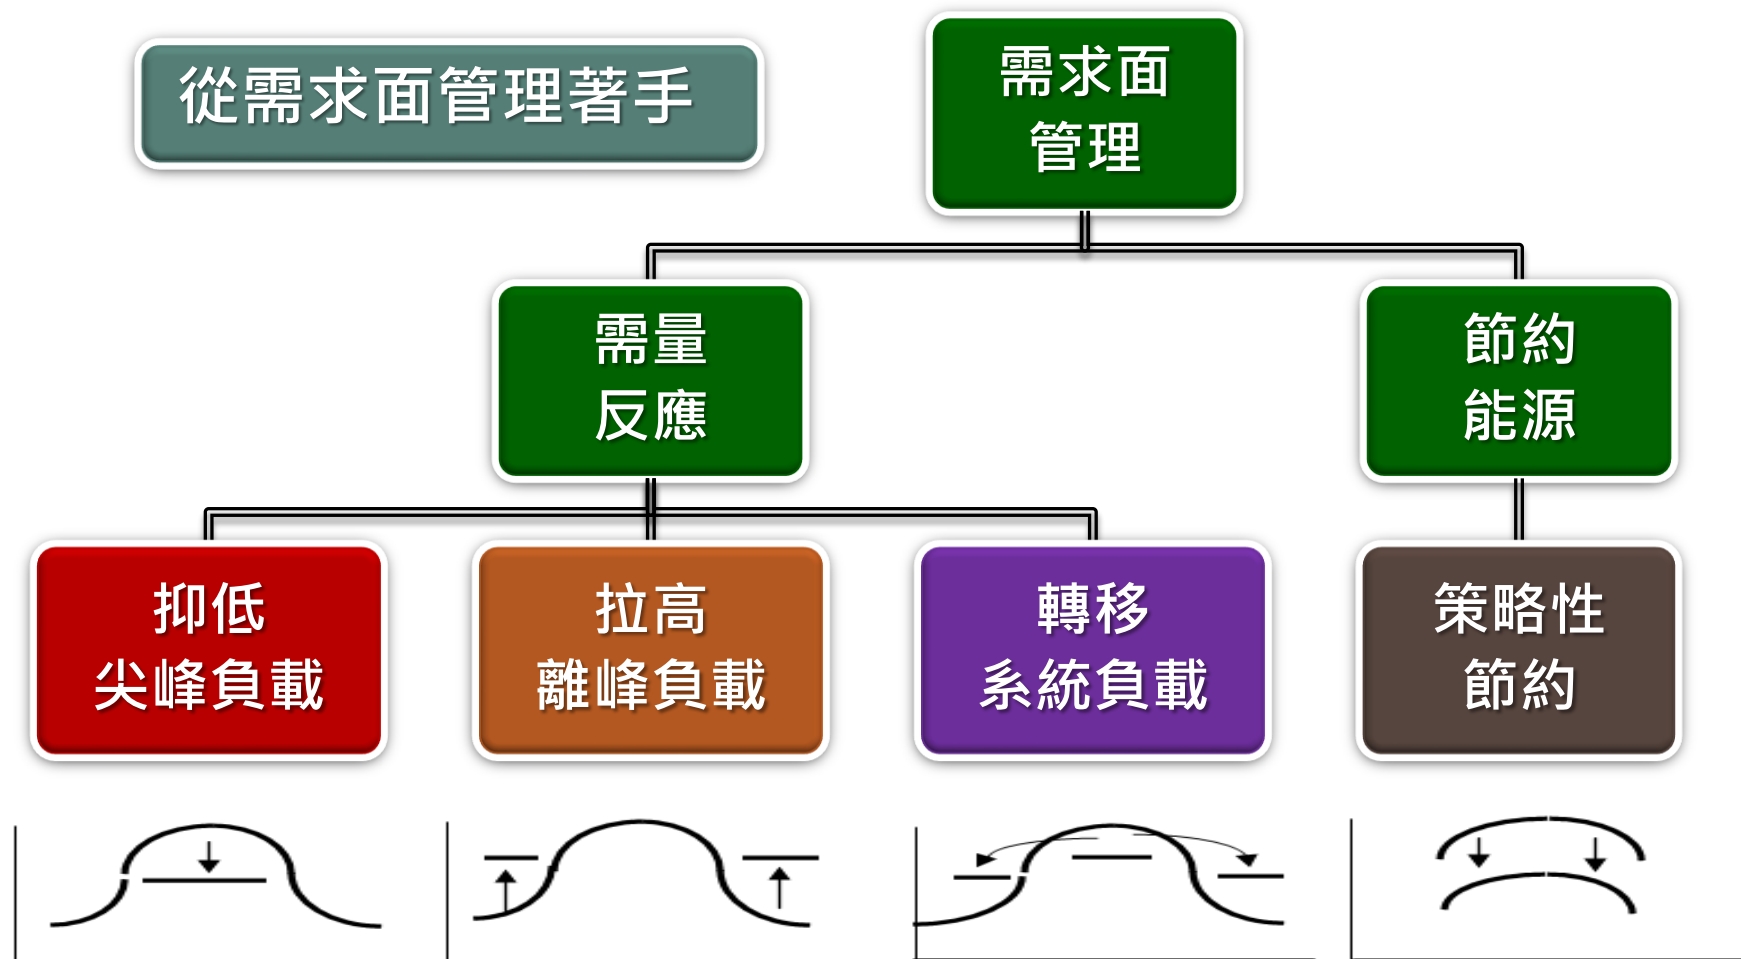 從需求面管理著手
需求面
管理
需量
反應
節約
能源
抑低
尖峰負載
拉高
離峰負載
轉移
系統負載
策略性
節約